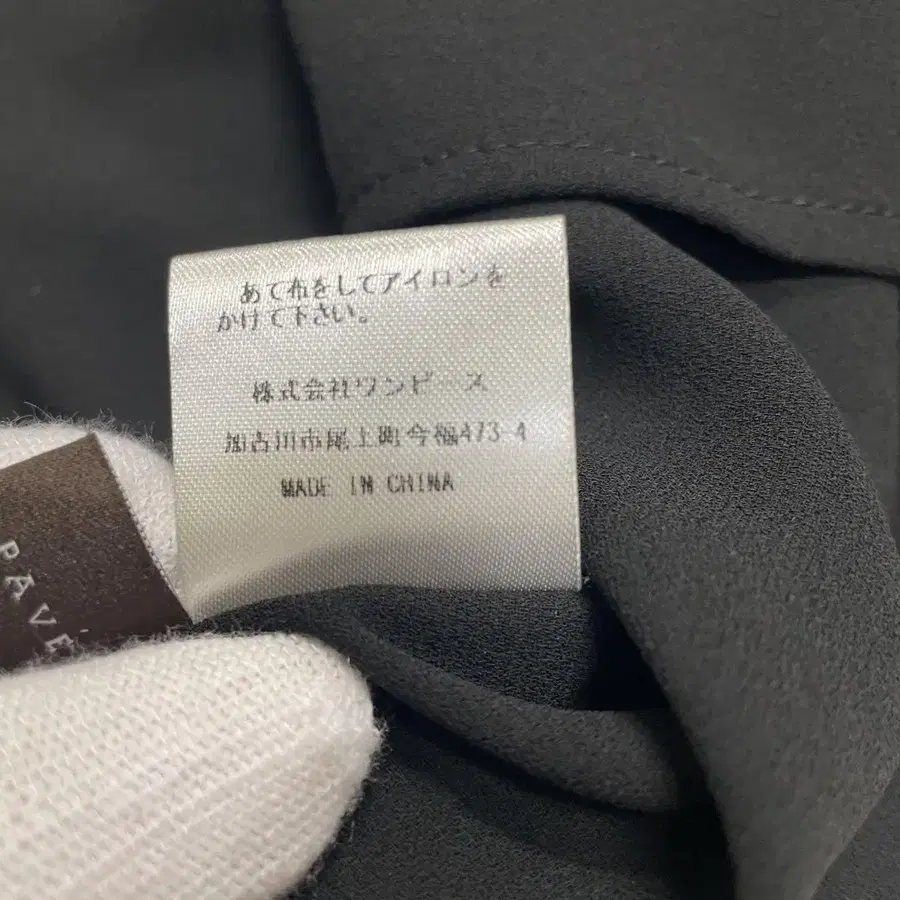 あて布をしてアイロンを
かけて下さい。
株式会社ワンピース
加古川市尾上町今福473-4
MADE IN CHINA
PAVÉ